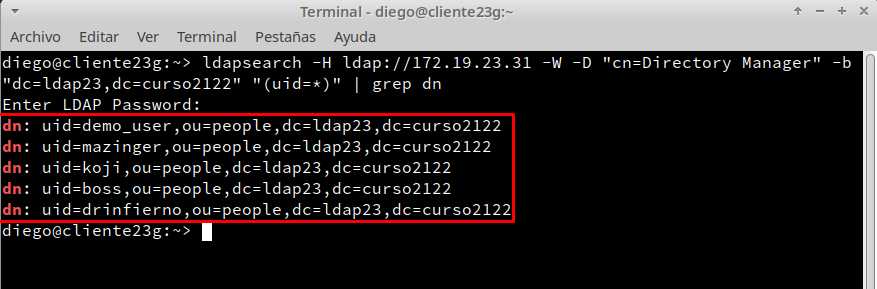 Terminal - diego@cliente23g:~
Archivo Editar Ver Terminal Pestañas Ayuda
diego@cliente23g:~> ldapsearch -H ldap://172.19.23.31 -W -D "cn=Directory Manager" -b
"dc=ldap23,dc=curso2122" "(uid=*)" | grep dn
Enter LDAP Password:
dn: uid=demo_user,ou=people,dc=ldap23,dc=curso2122
dn: uid=mazinger,ou=people,dc=ldap23,dc=curso2122
dn: uid=koji,ou=people,dc=ldap23,dc=curso2122
dn: uid=boss,ou=people,dc=ldap23,dc=curso2122
dn: uid=drinfierno,ou=people,dc=ldap23,dc=curso2122
diego@cliente23g:~>